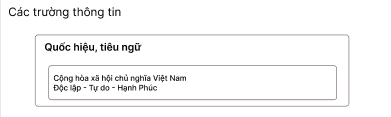 Các trường thông tin
Quốc hiệu, tiêu ngữ
Cộng hòa xã hội chủ nghĩa Việt Nam
Độc lập - Tự do - Hạnh Phúc